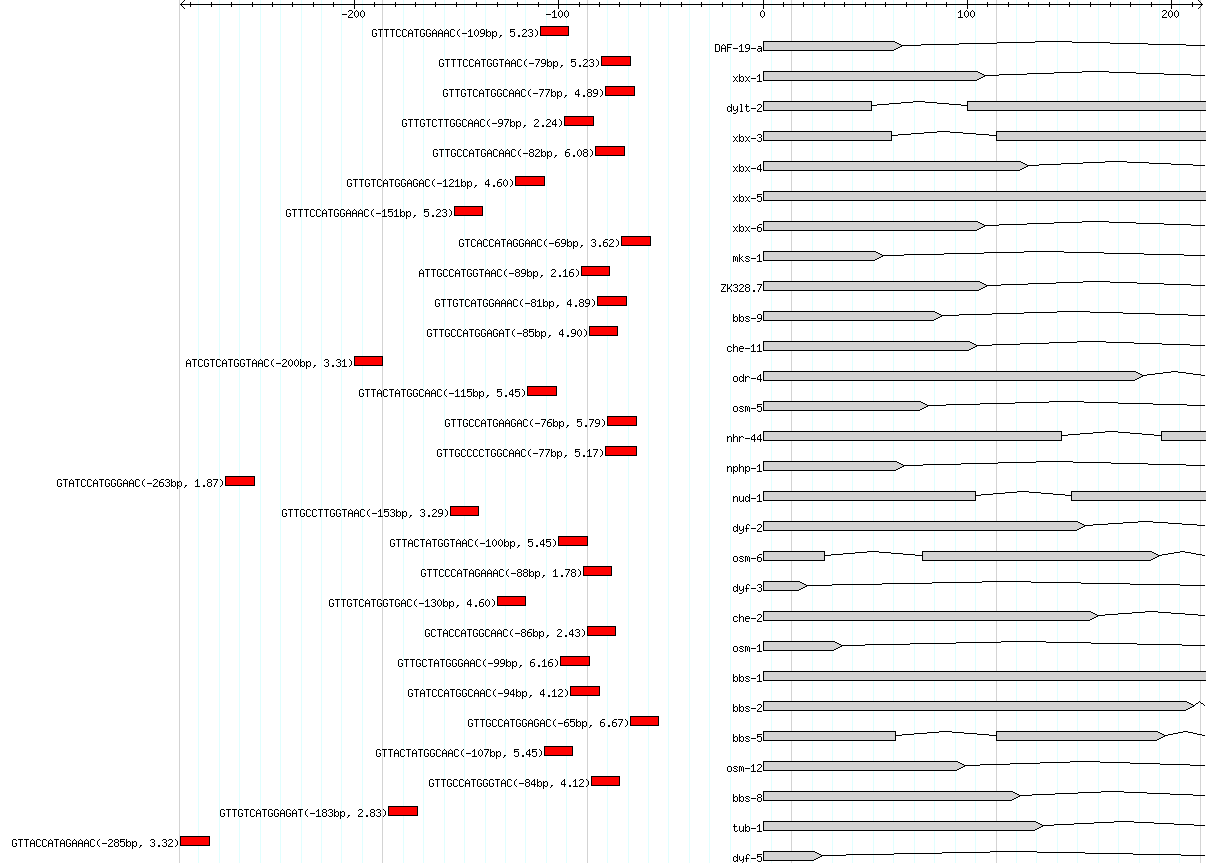 -200 -100 0 100 200
GTTTCCATGGAAAC(-109bp, 5.23)
DAF-19-a
GTTTCCATGGTAAC(-79bp, 5.23)
xbx-1
GTTGTCATGGCAAC(-77bp, 4.89)
dylt-2
GTTGTCTTGGCAAC(-97bp, 2.24)
xbx-3
GTTGCCATGACAAC(-82bp, 6.08)
xbx-4
GTTGTCATGGAGAC(-121bp, 4.60)
xbx-5
GTTTCCATGGAAAC(-151bp, 5.23)
xbx-6
GTCACCATAGGAAC(-69bp, 3.62)
mks-1
ATTGCCATGGTAAC(-89bp, 2.16)
ZK328.7
GTTGTCATGGAAAC(-81bp, 4.89)
bbs-9
GTTGCCATGGAGAT(-85bp, 4.90)
che-11
ATCGTCATGGTAAC(-200bp, 3.31)
odr-4
GTTACTATGGCAAC(-115bp, 5.45)
osm-5
GTTGCCATGAAGAC(-76bp, 5.79)
nhr-44
GTTGCCCCTGGCAAC(-77bp, 5.17)
nphp-1
GTATCCATGGGAAC(-263bp, 1.87)
nud-1
GTTGCCTTGGTAAC(-153bp, 3.29)
dyf-2
GTTACTATGGTAAC(-100bp, 5.45)
osm-6
GTTCCCATAGAAAC(-88bp, 1.78)
dyf-3
GTTGTCATGGTGAC(-130bp, 4.60)
che-2
GCTACCATGGCAAC(-86bp, 2.43)
osm-1
GTTGCTATGGGAAC(-99bp, 6.16)
bbs-1
GTATCCATGGCAAC(-94bp, 4.12)
bbs-2
GTTGCCATGGAGAC(-65bp, 6.67)
bbs-5
GTTACTATGGCAAC(-107bp, 5.45)
osm-12
GTTGCCATGGGTAC(-84bp, 4.12)
bbs-8
GTTGTCATGGAGAT(-183bp, 2.83)
tub-1
GTTACCATAGAAAC(-285bp, 3.32)
dyf-5